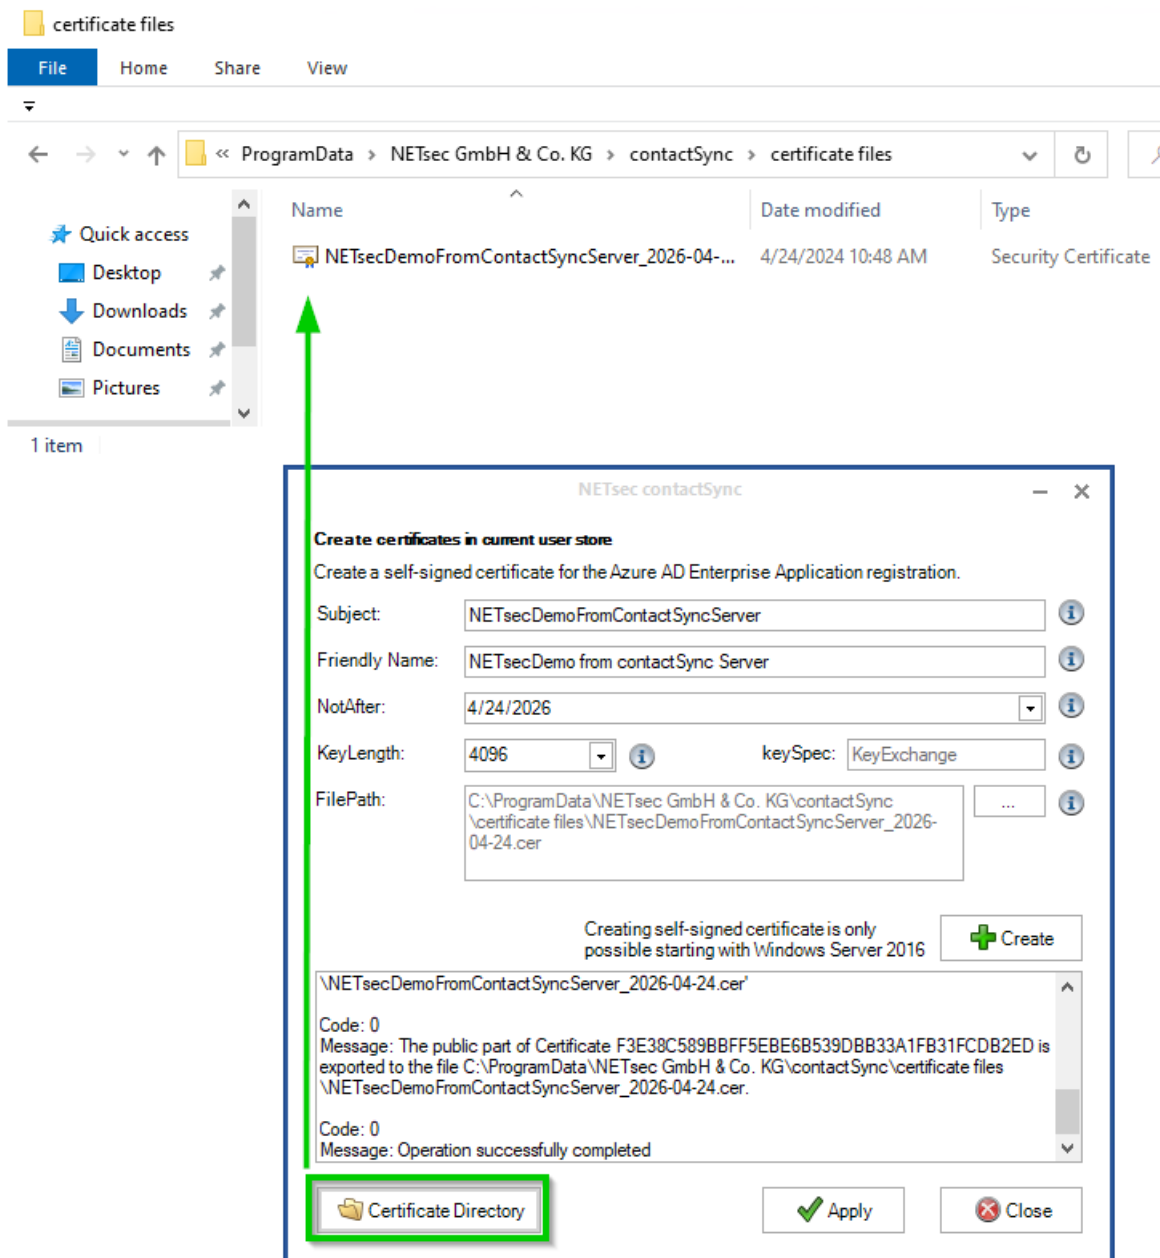 certificate files
File Home Share View
« ProgramData > NETsec GmbH & Co. KG > contactSync > certificate files
Name Date modified Type
Quick access
NETsecDemoFromContactSyncServer_2026-04-... 4/24/2024 10:48 AM Security Certificate
Desktop
Downloads
Documents
Pictures
1 item
NETsec contactSync
Create certificates in current user store
Create a self-signed certificate for the Azure AD Enterprise Application registration.
Subject: NETsecDemoFromContactSyncServer
Friendly Name: NETsecDemo from contactSync Server
NotAfter: 4/24/2026
KeyLength: 4096 keySpec: KeyExchange
FilePath: C:\ProgramData\NETsec GmbH & Co. KG\contactSync ...
\certificate files\NETsecDemoFromContactSyncServer_2026-
04-24.cer
Creating self-signed certificate is only
possible starting with Windows Server 2016
Create
\NETsecDemoFromContactSyncServer_2026-04-24.cer'
Code: 0
Message: The public part of Certificate F3E38C589BBFF5EBE6B539DBB33A1FB31FCDB2ED is
exported to the file C:\ProgramData\NETsec GmbH & Co. KG\contactSync\certificate files
\NETsecDemoFromContactSyncServer_2026-04-24.cer.
Code: 0
Message: Operation successfully completed
Certificate Directory Apply Close